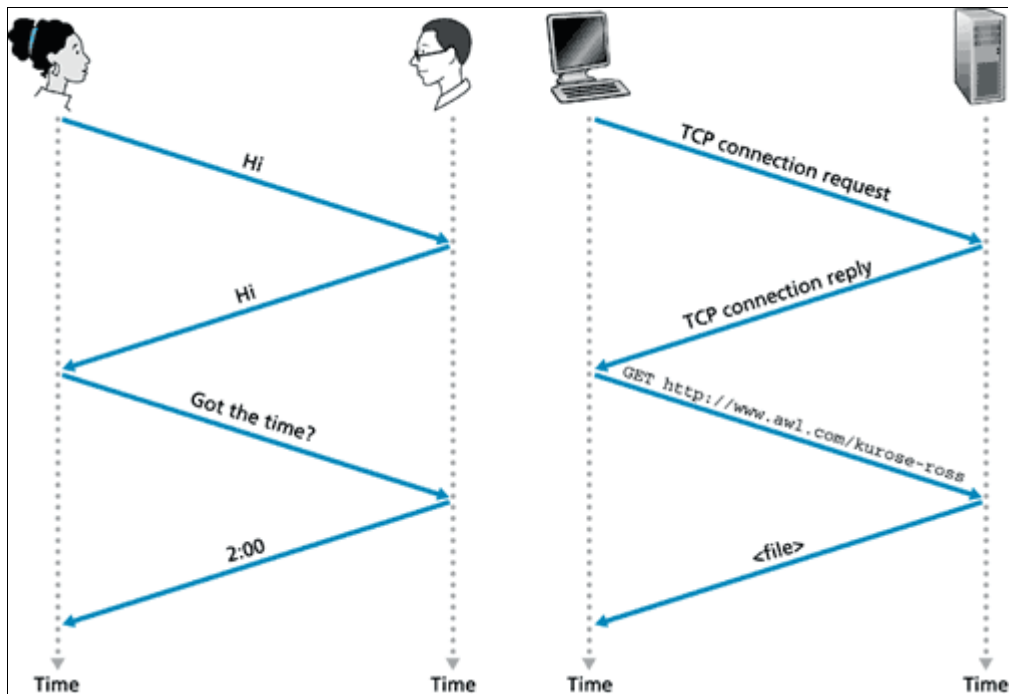 Hi
Hi
Got the time?
2:00
Time
Time
TCP connection request
TCP connection reply
GET http://www.awl.com/kurose-ross
<file>
Time
Time